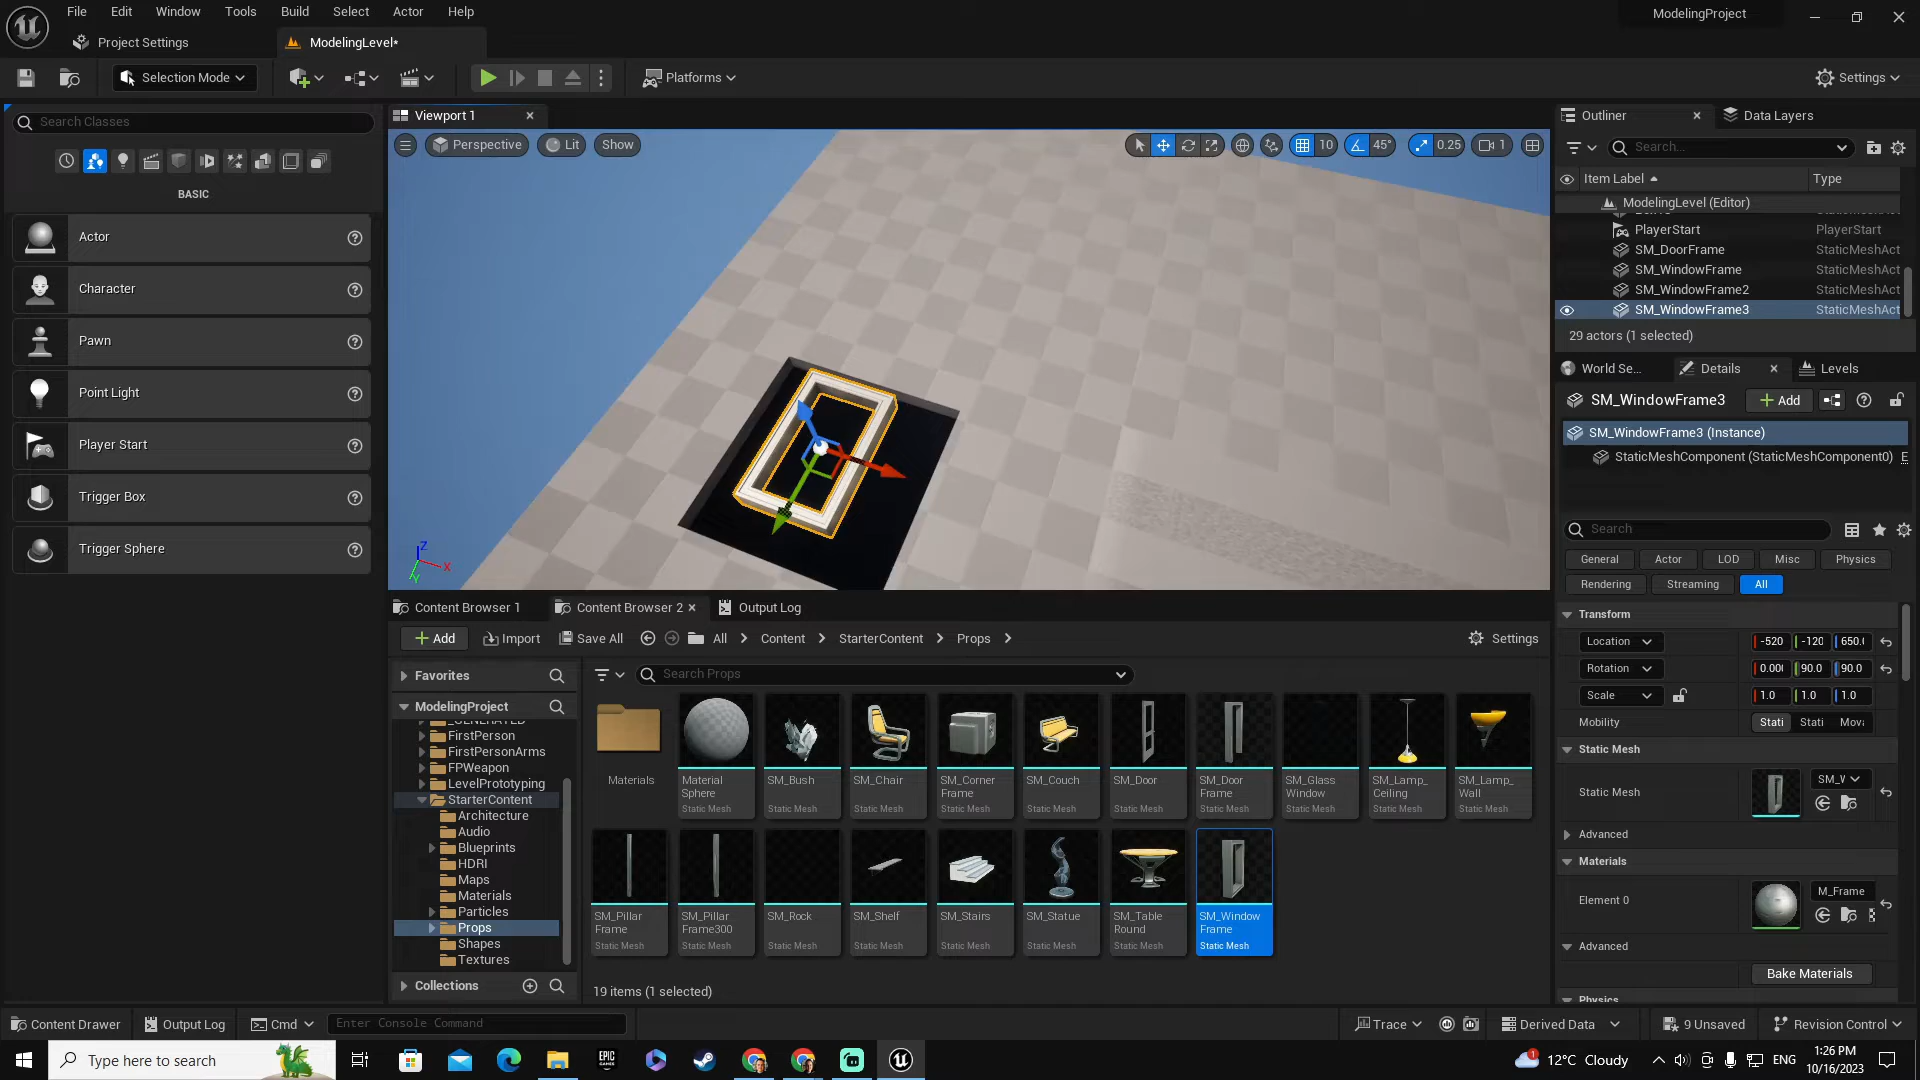 File Edit Window Tools Build Select Actor Help
ModelingProject
Project Settings
ModelingLevel*
Selection Mode
Platforms
Settings
Search Classes
BASIC
Actor
Character
Pawn
Point Light
Player Start
Trigger Box
Trigger Sphere
Viewport 1
Perspective Lit Show
10 45° 0.25 1
Z
X
Y
Outliner
Data Layers
Search...
Item Label Type
ModelingLevel (Editor)
PlayerStart PlayerStart
SM_DoorFrame StaticMeshAct
SM_WindowFrame StaticMeshAct
SM_WindowFrame2 StaticMeshAct
SM_WindowFrame3 StaticMeshAct
29 actors (1 selected)
World Se...
Details
Levels
SM_WindowFrame3
Add
SM_WindowFrame3 (Instance)
StaticMeshComponent (StaticMeshComponent0) E
Search
General Actor LOD Misc Physics
Rendering Streaming All
Transform
Location -520 -120 650.
Rotation 0.00 90.0 90.0
Scale 1.0 1.0 1.0
Mobility Stati Stati Mov
Static Mesh
Static Mesh
SM_
Advanced
Materials
Element 0
M_Frame
Advanced
Bake Materials
Physics
Content Browser 1
Content Browser 2
Output Log
Add Import Save All
All Content StarterContent Props
Settings
Favorites
ModelingProject
_GENERATED
FirstPerson
FirstPersonArms
FPWeapon
LevelPrototyping
StarterContent
Architecture
Audio
Blueprints
HDRI
Maps
Materials
Particles
Props
Shapes
Textures
Collections
Search Props
Materials
Material Sphere
Static Mesh
SM_Bush
Static Mesh
SM_Chair
Static Mesh
SM_Corner Frame
Static Mesh
SM_Couch
Static Mesh
SM_Door
Static Mesh
SM_Door Frame
Static Mesh
SM_Glass Window
Static Mesh
SM_Lamp_ Ceiling
Static Mesh
SM_Lamp_ Wall
Static Mesh
SM_Pillar Frame
Static Mesh
SM_Pillar Frame300
Static Mesh
SM_Rock
Static Mesh
SM_Shelf
Static Mesh
SM_Stairs
Static Mesh
SM_Statue
Static Mesh
SM_Table Round
Static Mesh
SM_Window Frame
Static Mesh
19 items (1 selected)
Content Drawer
Output Log
Cmd
Enter Console Command
Trace
Derived Data
9 Unsaved
Revision Control
Type here to search
EPIC GAMES
1
12°C Cloudy
ENG
1:26 PM
10/16/2023